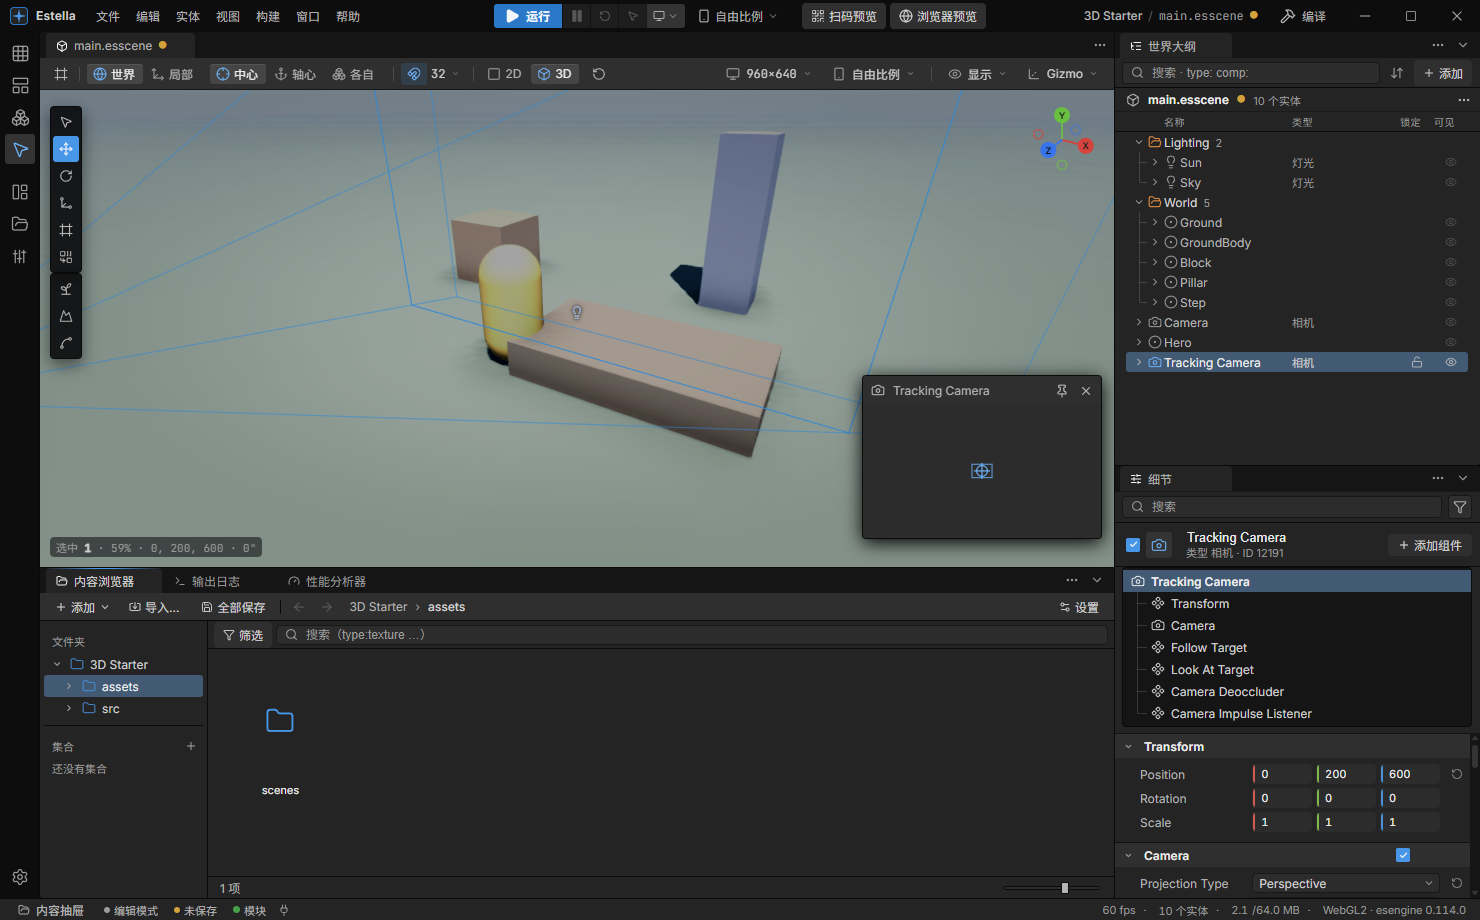 Estella 文件 编辑 实体 视图 构建 窗口 帮助 运行 自由比例 扫码预览 浏览器预览 3D Starter / main.esscene 编译
main.esscene
世界 局部 中心 轴心 各自 32 2D 3D 960×640 自由比例 显示 Gizmo
Y
X
Z
Tracking Camera
选中 1 · 59% · 0, 200, 600 · 0°
世界大纲
搜索 · type: comp: 添加
main.esscene 10 个实体
名称 类型 锁定 可见
Lighting 2
Sun 灯光
Sky 灯光
World 5
Ground
GroundBody
Block
Pillar
Step
Camera 相机
Hero
Tracking Camera 相机
细节
搜索
Tracking Camera
类型 相机 · ID 12191
添加组件
Tracking Camera
Transform
Camera
Follow Target
Look At Target
Camera Deoccluder
Camera Impulse Listener
Transform
Position 0 200 600
Rotation 0 0 0
Scale 1 1 1
Camera
Projection Type Perspective
内容浏览器 输出日志 性能分析器
添加 导入... 全部保存 3D Starter › assets 设置
文件夹
3D Starter
assets
src
集合
还没有集合
筛选 搜索（type:texture ...）
scenes
1 项
内容抽屉 编辑模式 未保存 模块 60 fps · 10 个实体 · 2.1 /64.0 MB · WebGL2 · esengine 0.114.0